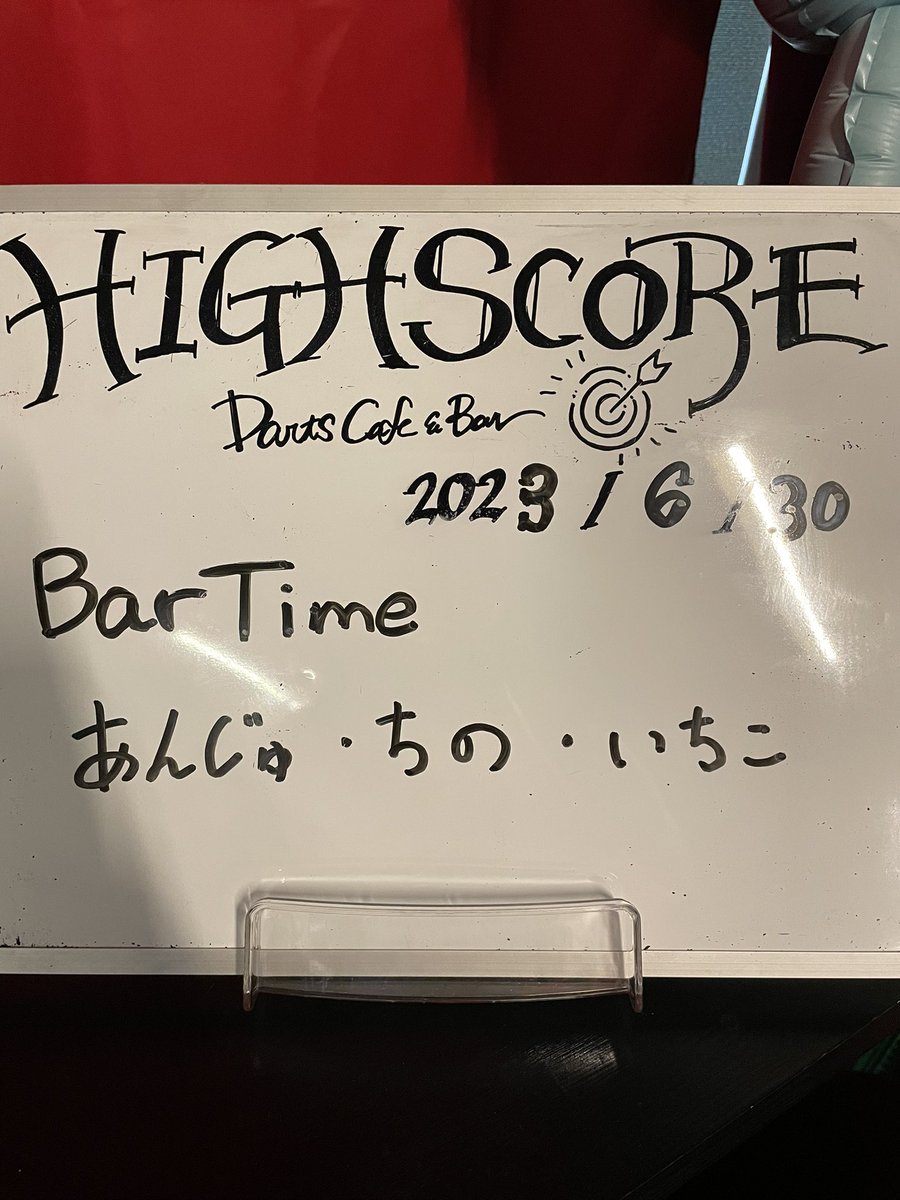 HIGHSCORE
Darts Cafe & Bar
2023/6/30
Bar Time
あんじゅ・ちの・いちこ